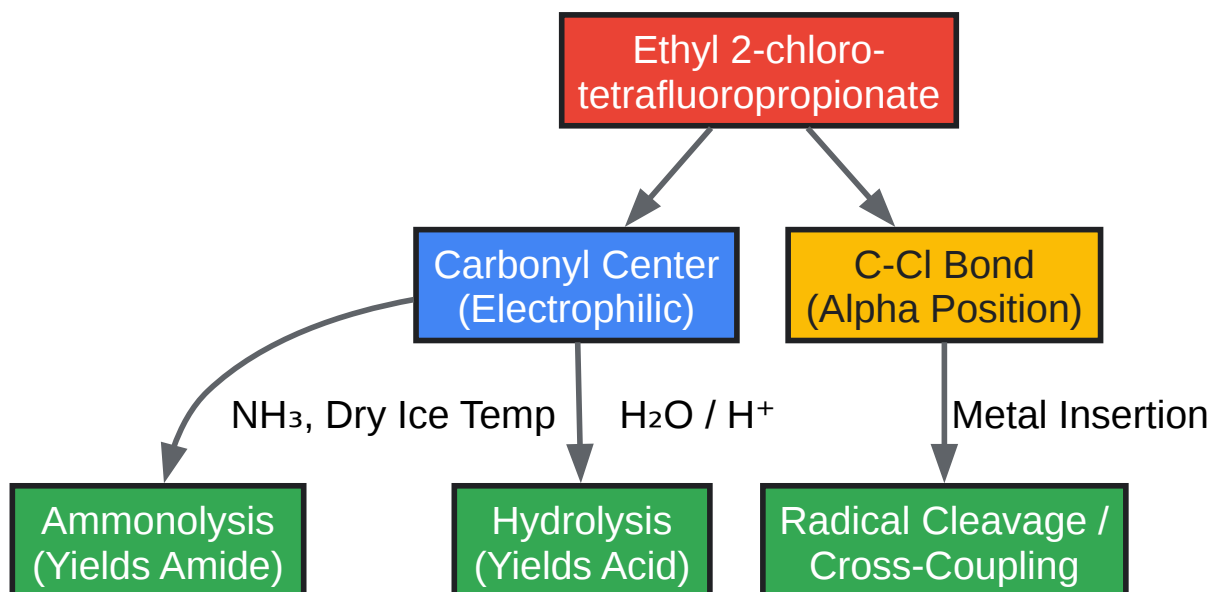 Ethyl 2-chloro-
tetrafluoropropionate
Carbonyl Center
(Electrophilic)
C-Cl Bond
(Alpha Position)
NH₃, Dry Ice Temp
H₂O / H⁺
Metal Insertion
Ammonolysis
(Yields Amide)
Hydrolysis
(Yields Acid)
Radical Cleavage /
Cross-Coupling